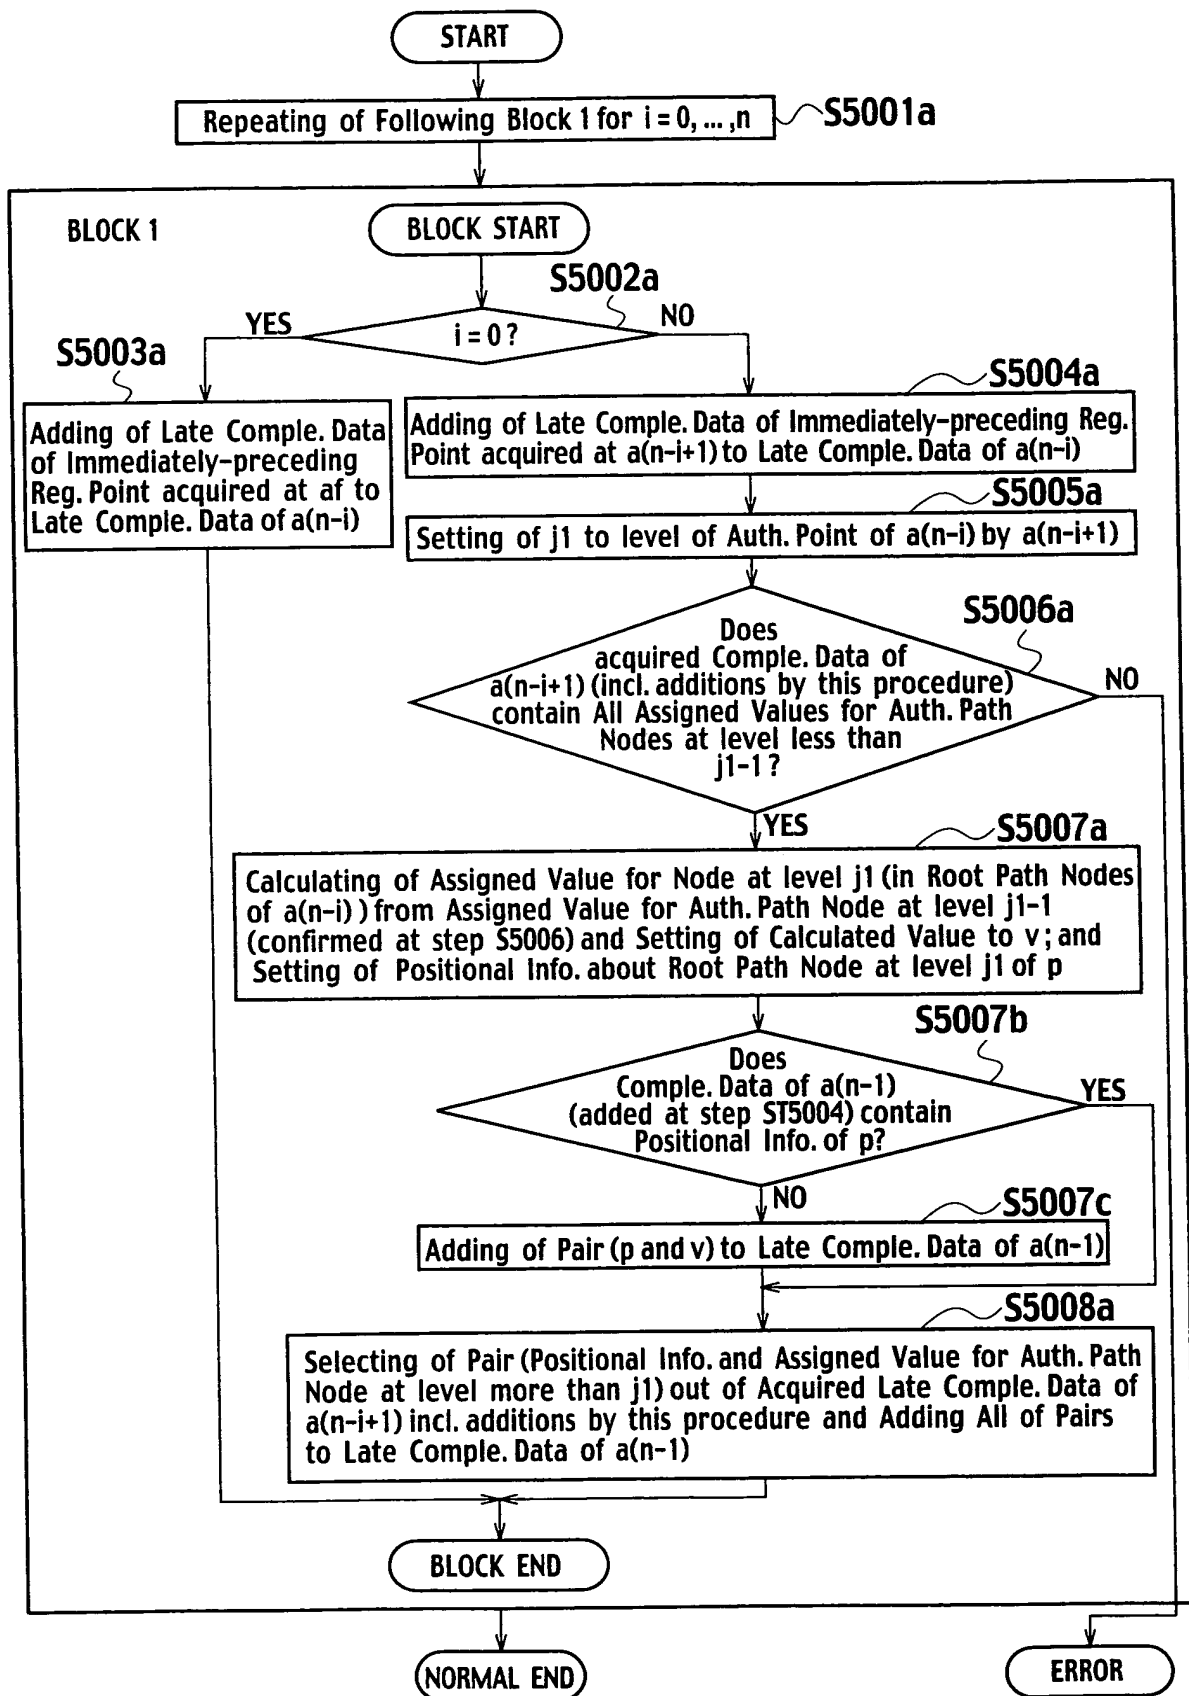 START
Repeating of Following Block 1 for i = 0, ... ,n
S5001a
BLOCK 1
BLOCK START
S5002a
YES
i = 0 ?
NO
S5003a
Adding of Late Comple. Data
of Immediately-preceding
Reg. Point acquired at af to
Late Comple. Data of a(n-i)
S5004a
Adding of Late Comple. Data of Immediately-preceding Reg.
Point acquired at a(n-i+1) to Late Comple. Data of a(n-i)
S5005a
Setting of j1 to level of Auth. Point of a(n-i) by a(n-i+1)
S5006a
Does
acquired Comple. Data of
a(n-i+1) (incl. additions by this procedure)
contain All Assigned Values for Auth. Path
Nodes at level less than
j1-1 ?
NO
YES
S5007a
Calculating of Assigned Value for Node at level j1 (in Root Path Nodes
of a(n-i) ) from Assigned Value for Auth. Path Node at level j1-1
(confirmed at step S5006) and Setting of Calculated Value to v ; and
Setting of Positional Info. about Root Path Node at level j1 of p
S5007b
Does
Comple. Data of a(n-1)
(added at step ST5004) contain
Positional Info. of p?
YES
NO
S5007c
Adding of Pair (p and v) to Late Comple. Data of a(n-1)
S5008a
Selecting of Pair (Positional Info. and Assigned Value for Auth. Path
Node at level more than j1) out of Acquired Late Comple. Data of
a(n-i+1) incl. additions by this procedure and Adding All of Pairs
to Late Comple. Data of a(n-1)
BLOCK END
NORMAL END
ERROR